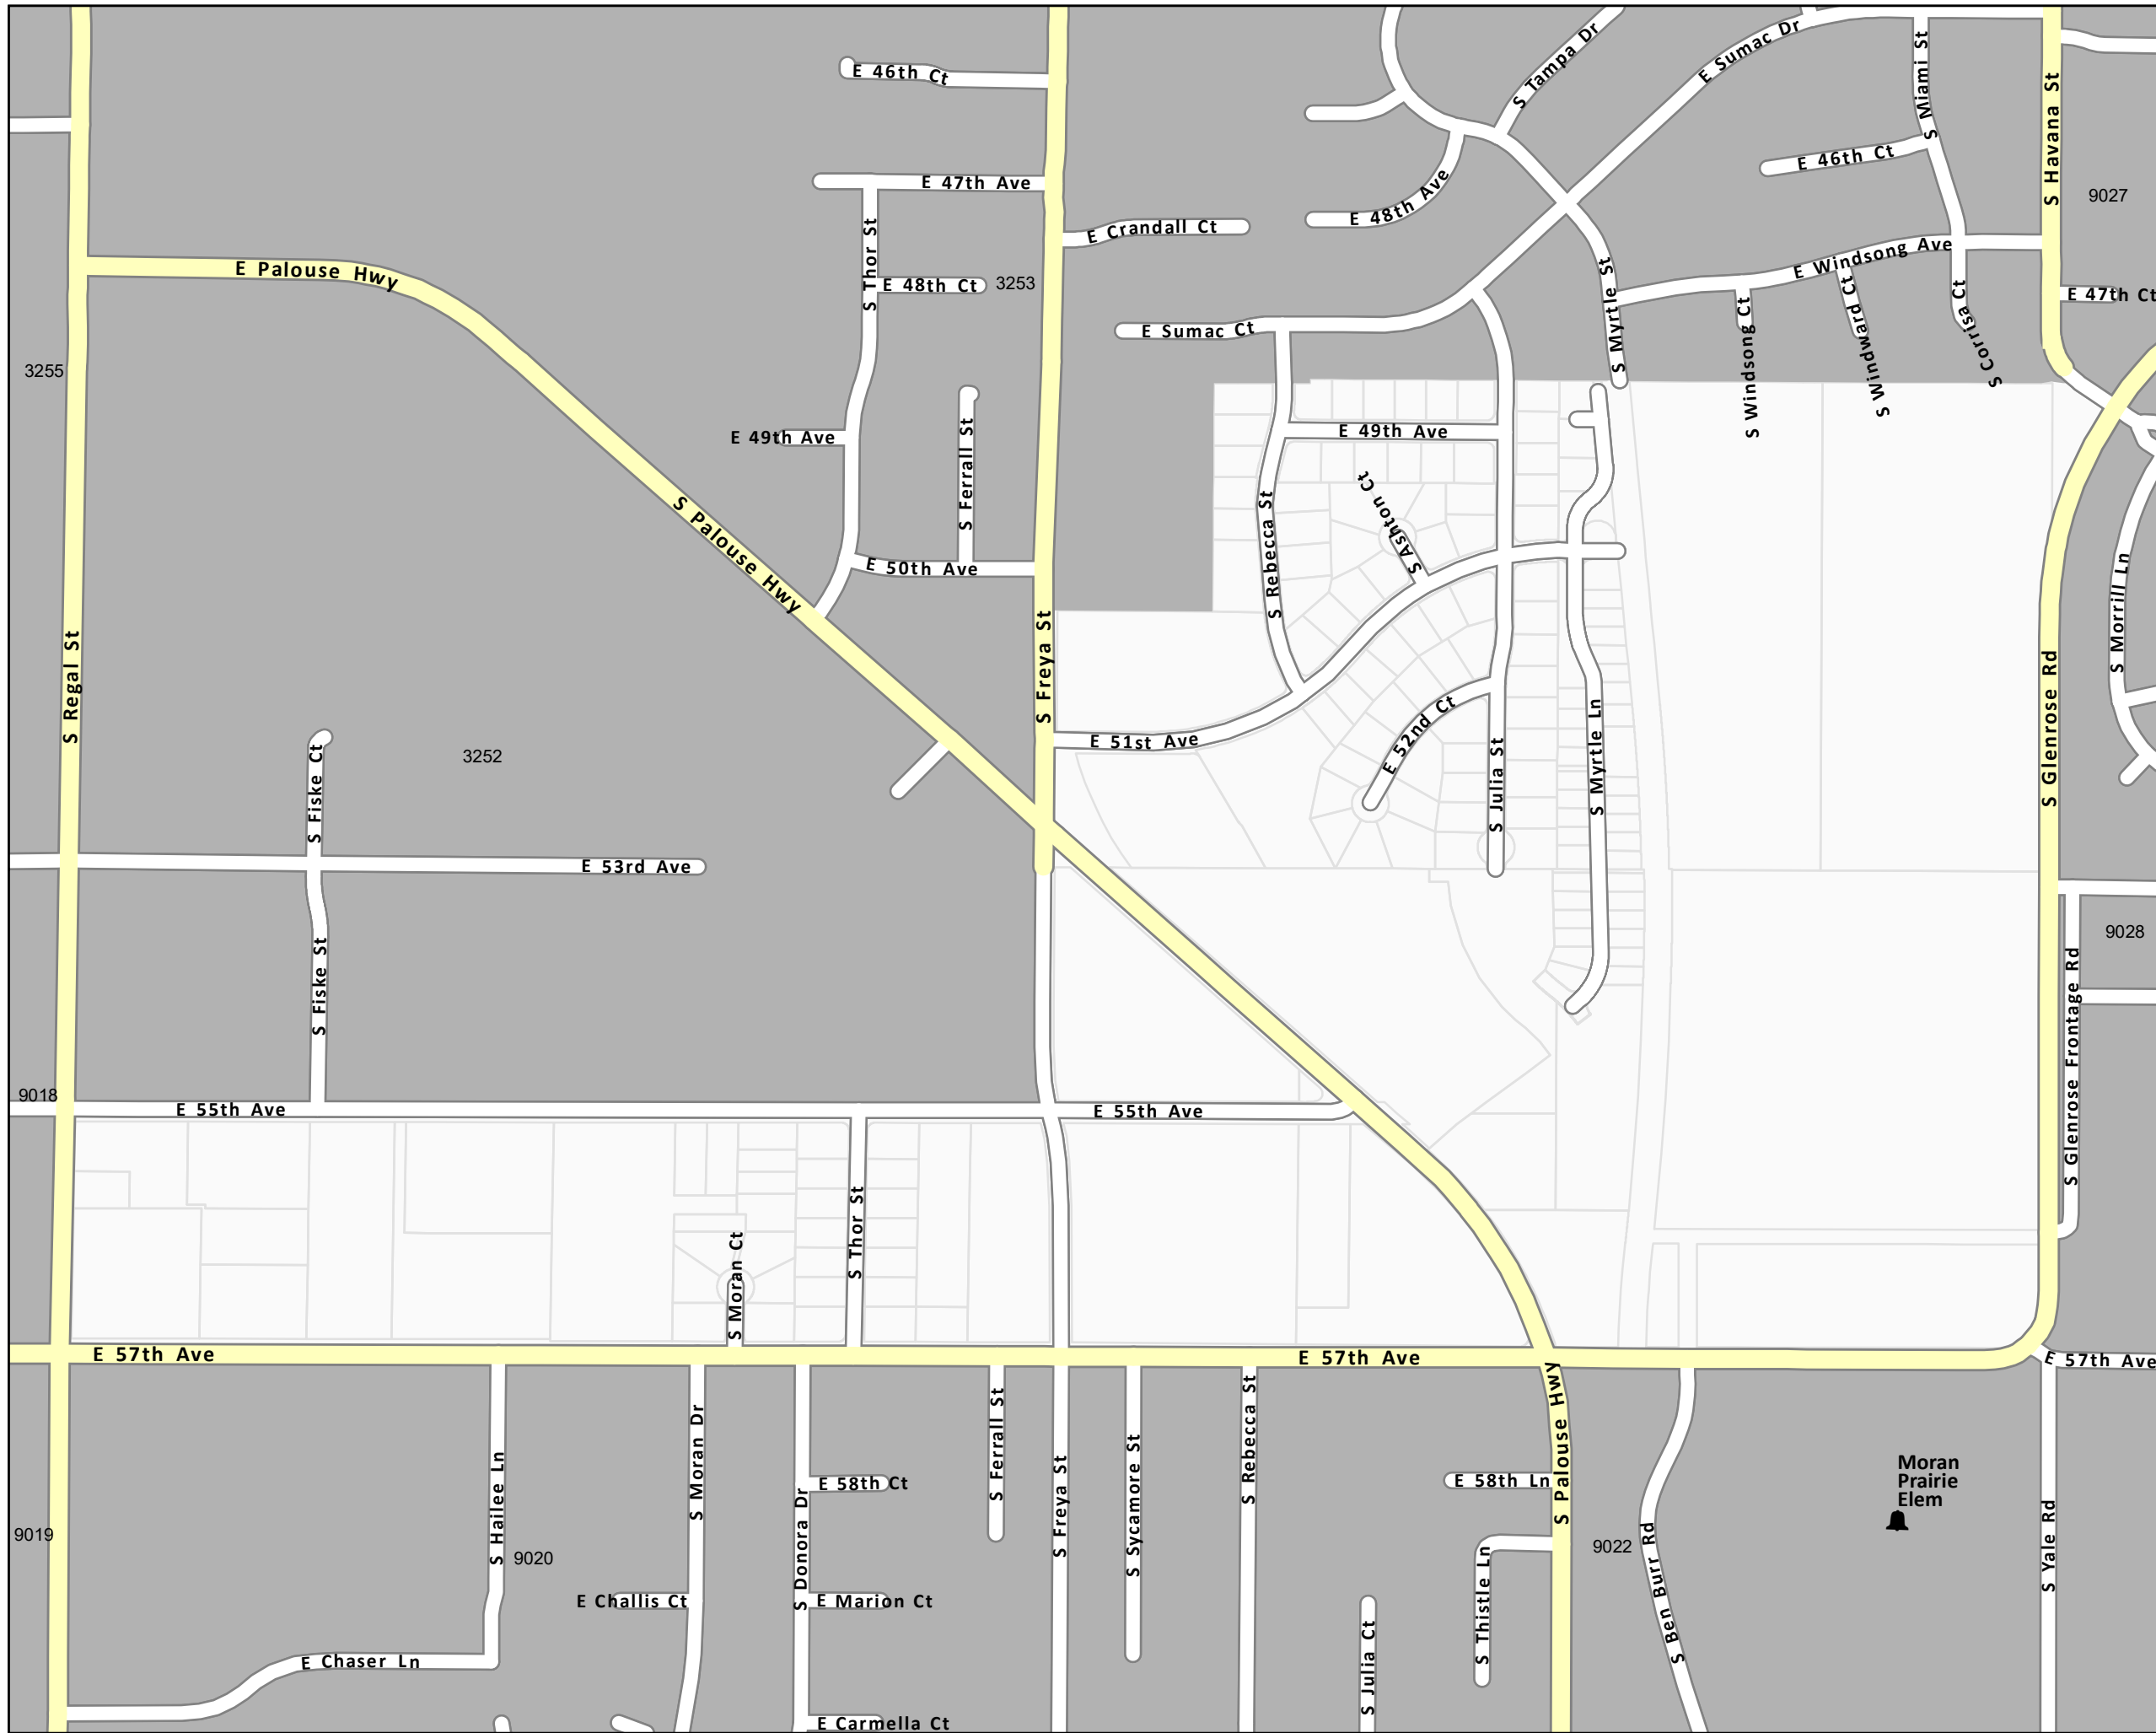 E 46th Ct
S Tampa Dr
E Sumac Dr
S Miami St
S Havana St
E 46th Ct
E 47th Ave
E 48th Ave
9027
E Crandall Ct
S Thor St
E Palouse Hwy
E 48th Ct
3253
E Windsong Ave
S Myrtle St
E 47th Ct
E Sumac Ct
S Windsong Ct
S Windward Ct
S Corrisa Ct
3255
E 49th Ave
S Ferrall St
E 49th Ave
S Ashton Ct
S Rebecca St
S Palouse Hwy
E 50th Ave
S Morrill Ln
S Regal St
S Freya St
S Glenrose Rd
E 51st Ave
E 52nd Ct
S Julia St
S Myrtle Ln
S Fiske Ct
3252
E 53rd Ave
9028
S Fiske St
S Glenrose Frontage Rd
9018
E 55th Ave
E 55th Ave
S Thor St
S Moran Ct
E 57th Ave
E 57th Ave
E 57th Ave
S Palouse Hwy
S Moran Dr
S Ferrall St
S Rebecca St
S Hailee Ln
E 58th Ct
S Donora Dr
S Freya St
S Sycamore St
E 58th Ln
Moran
Prairie
Elem
9019
9020
9022
S Ben Burr Rd
S Yale Rd
E Challis Ct
E Marion Ct
S Thistle Ln
S Julia Ct
E Chaser Ln
E Carmella Ct